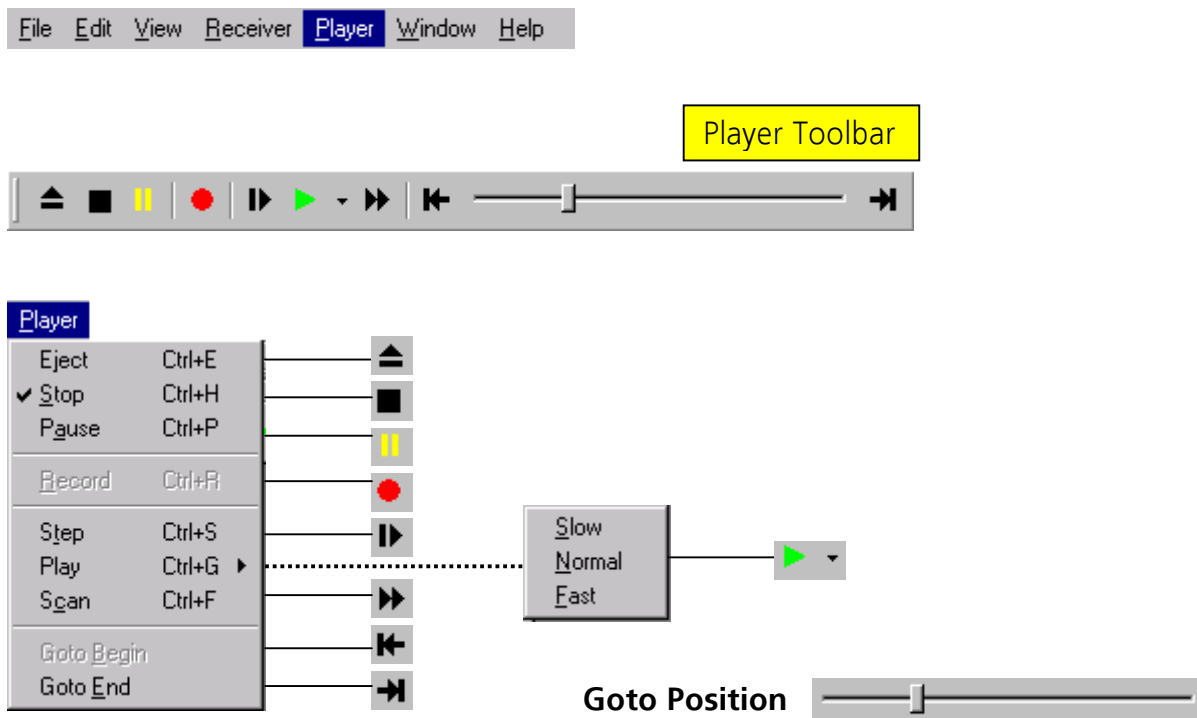 File Edit View Receiver Player Window Help
Player Toolbar
Player
Eject Ctrl+E
Stop Ctrl+H
Pause Ctrl+P
Record Ctrl+R
Step Ctrl+S
Play Ctrl+G
Scan Ctrl+F
Goto Begin
Goto End
Slow
Normal
Fast
Goto Position